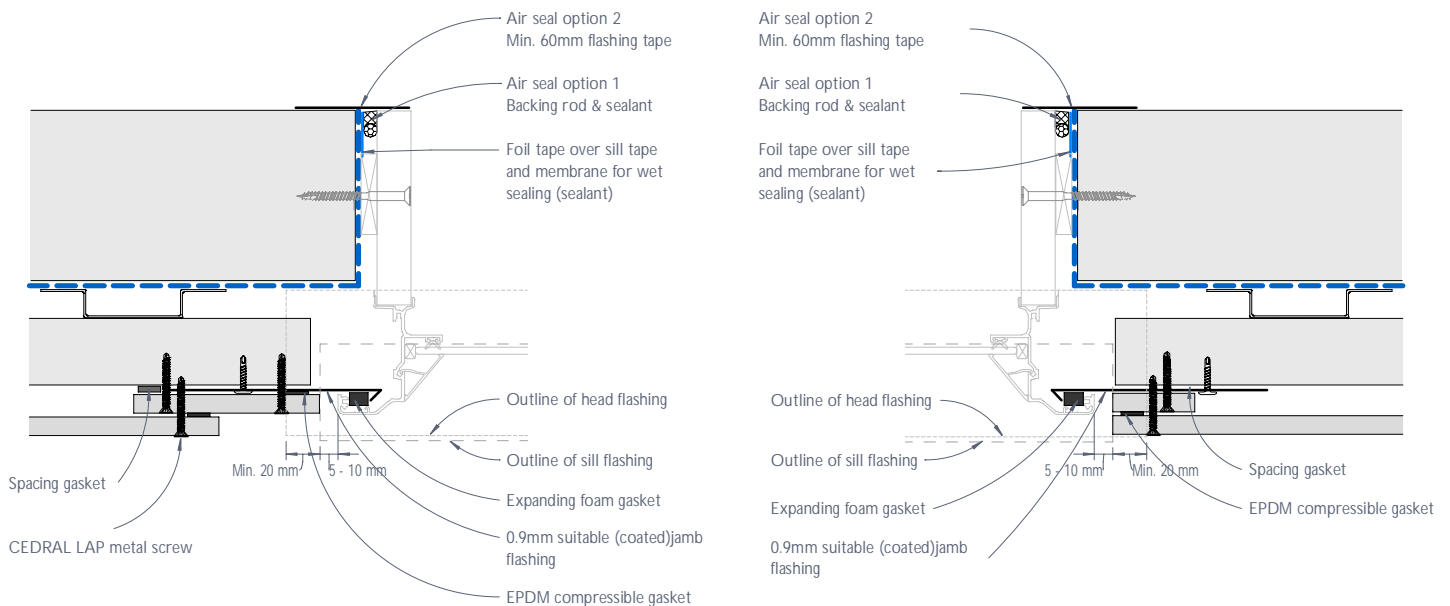 Air seal option 2
Min. 60mm flashing tape
Air seal option 1
Backing rod & sealant
Foil tape over sill tape
and membrane for wet
sealing (sealant)
Outline of head flashing
Outline of sill flashing
Min. 20 mm
5 - 10 mm
Spacing gasket
Expanding foam gasket
CEDRAL LAP metal screw
0.9mm suitable (coated)jamb
flashing
EPDM compressible gasket
Air seal option 2
Min. 60mm flashing tape
Air seal option 1
Backing rod & sealant
Foil tape over sill tape
and membrane for wet
sealing (sealant)
Outline of head flashing
Outline of sill flashing
5 - 10 mm
Min. 20 mm
Spacing gasket
Expanding foam gasket
EPDM compressible gasket
0.9mm suitable (coated)jamb
flashing